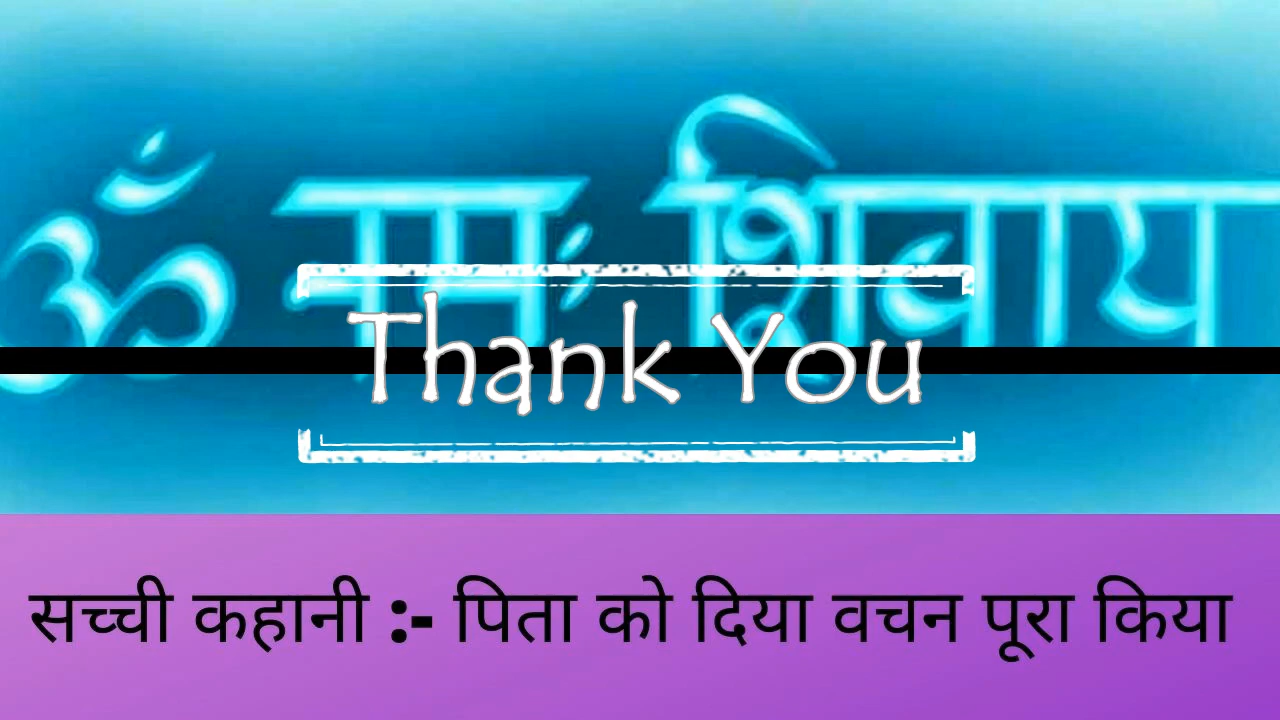 ॐ नमः शिवाय
Thank You
सच्ची कहानी :- पिता को दिया वचन पूरा किया